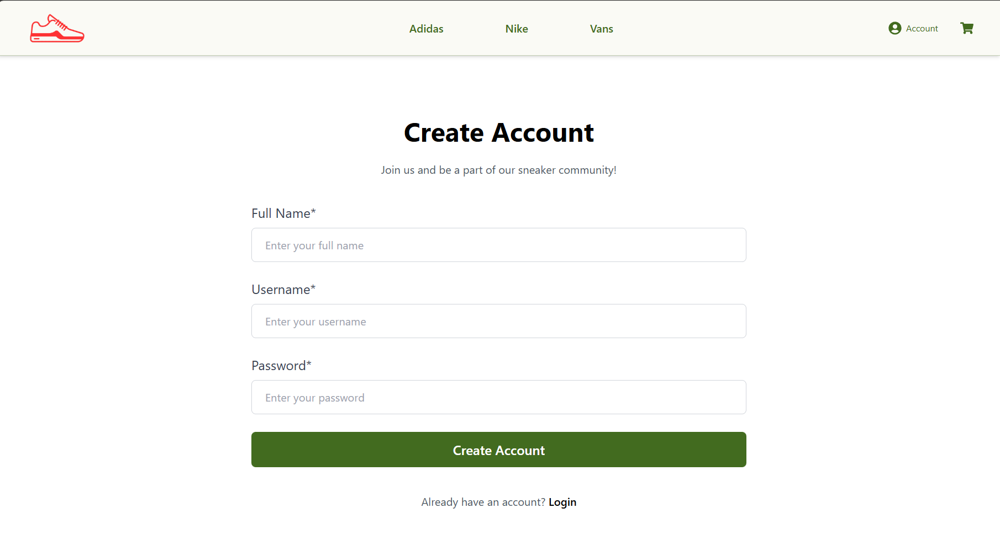 Adidas Nike Vans Account
Create Account
Join us and be a part of our sneaker community!
Full Name*
Enter your full name
Username*
Enter your username
Password*
Enter your password
Create Account
Already have an account? Login